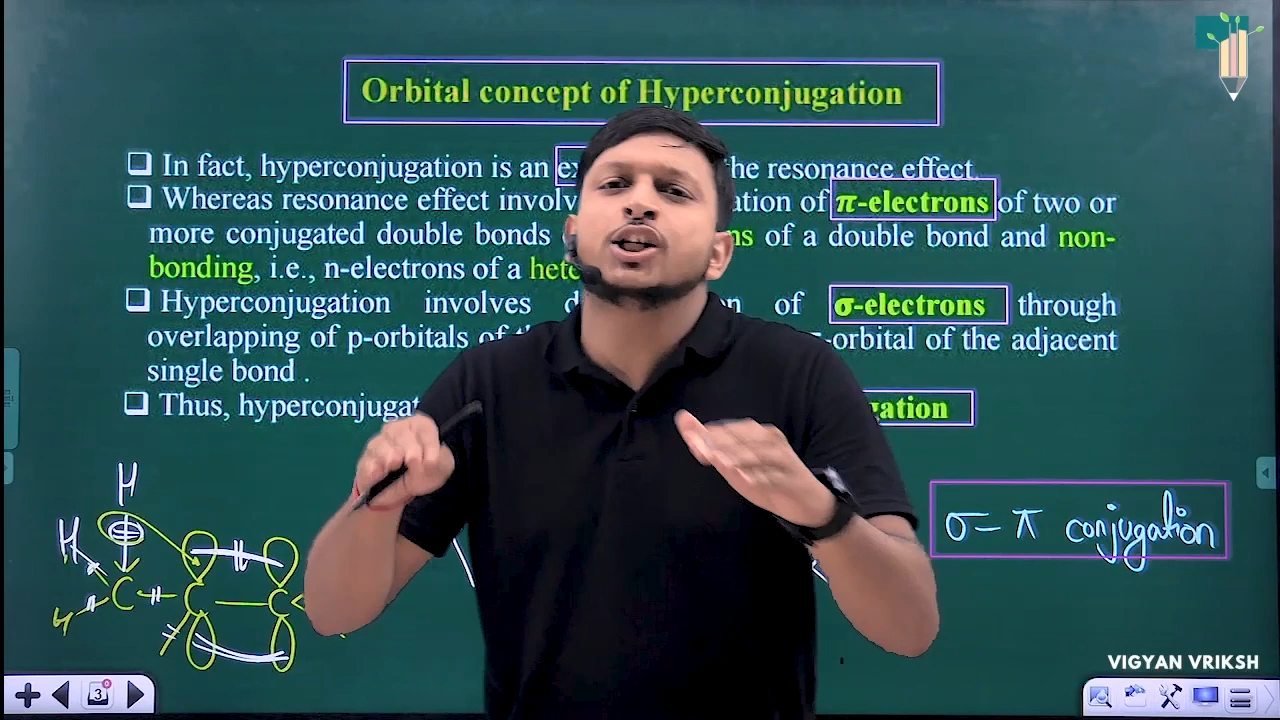 Orbital concept of Hyperconjugation
❑ In fact, hyperconjugation is an ex the resonance effect.
❑ Whereas resonance effect involv ation of π-electrons of two or
more conjugated double bonds ns of a double bond and non-
bonding, i.e., n-electrons of a hete
❑ Hyperconjugation involves d n of σ-electrons through
overlapping of p-orbitals of -orbital of the adjacent
single bond .
❑ Thus, hyperconjugat gation
H
H
C C C
H
σ - π conjugation
VIGYAN VRIKSH
3
0